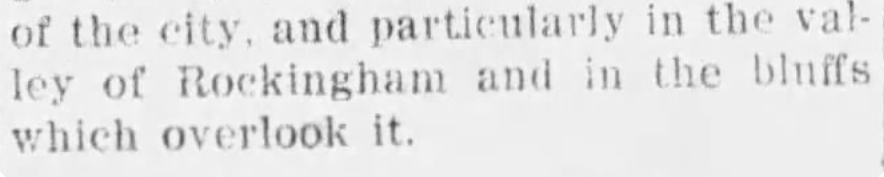 of the city, and particularly in the val-
ley of Rockingham and in the bluffs
which overlook it.